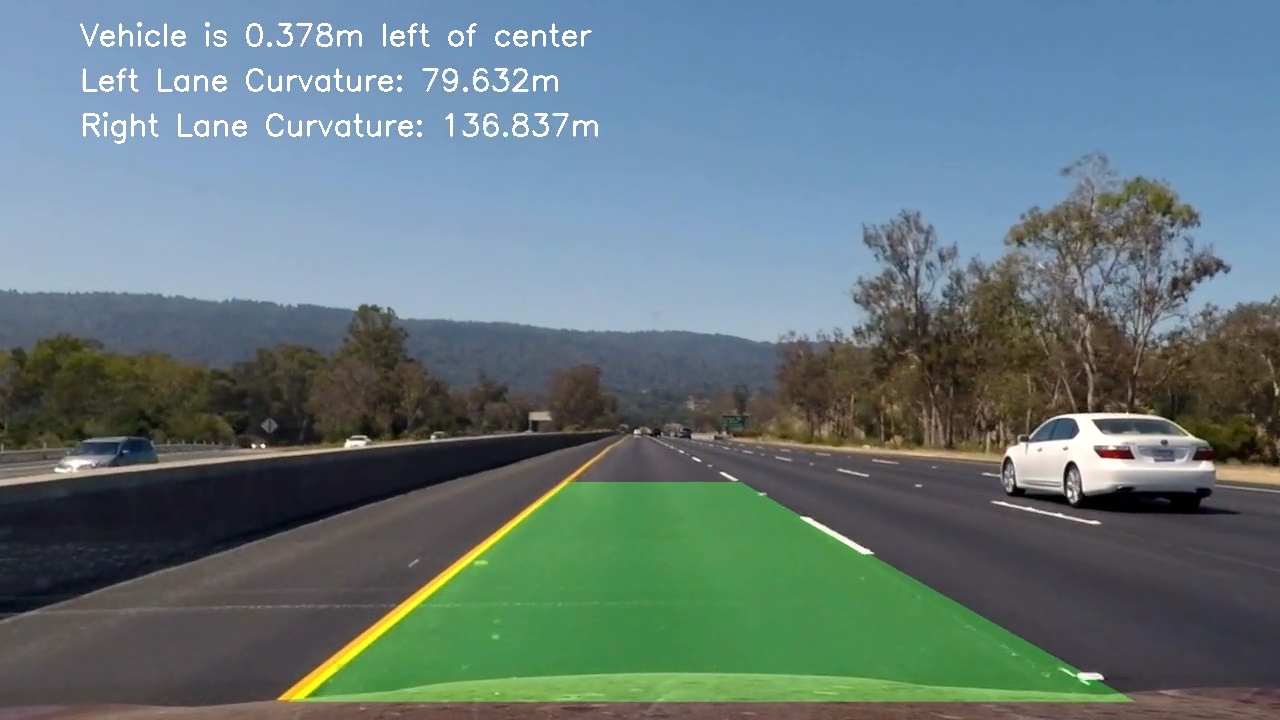 Vehicle is 0.378m left of center
Left Lane Curvature: 79.632m
Right Lane Curvature: 136.837m